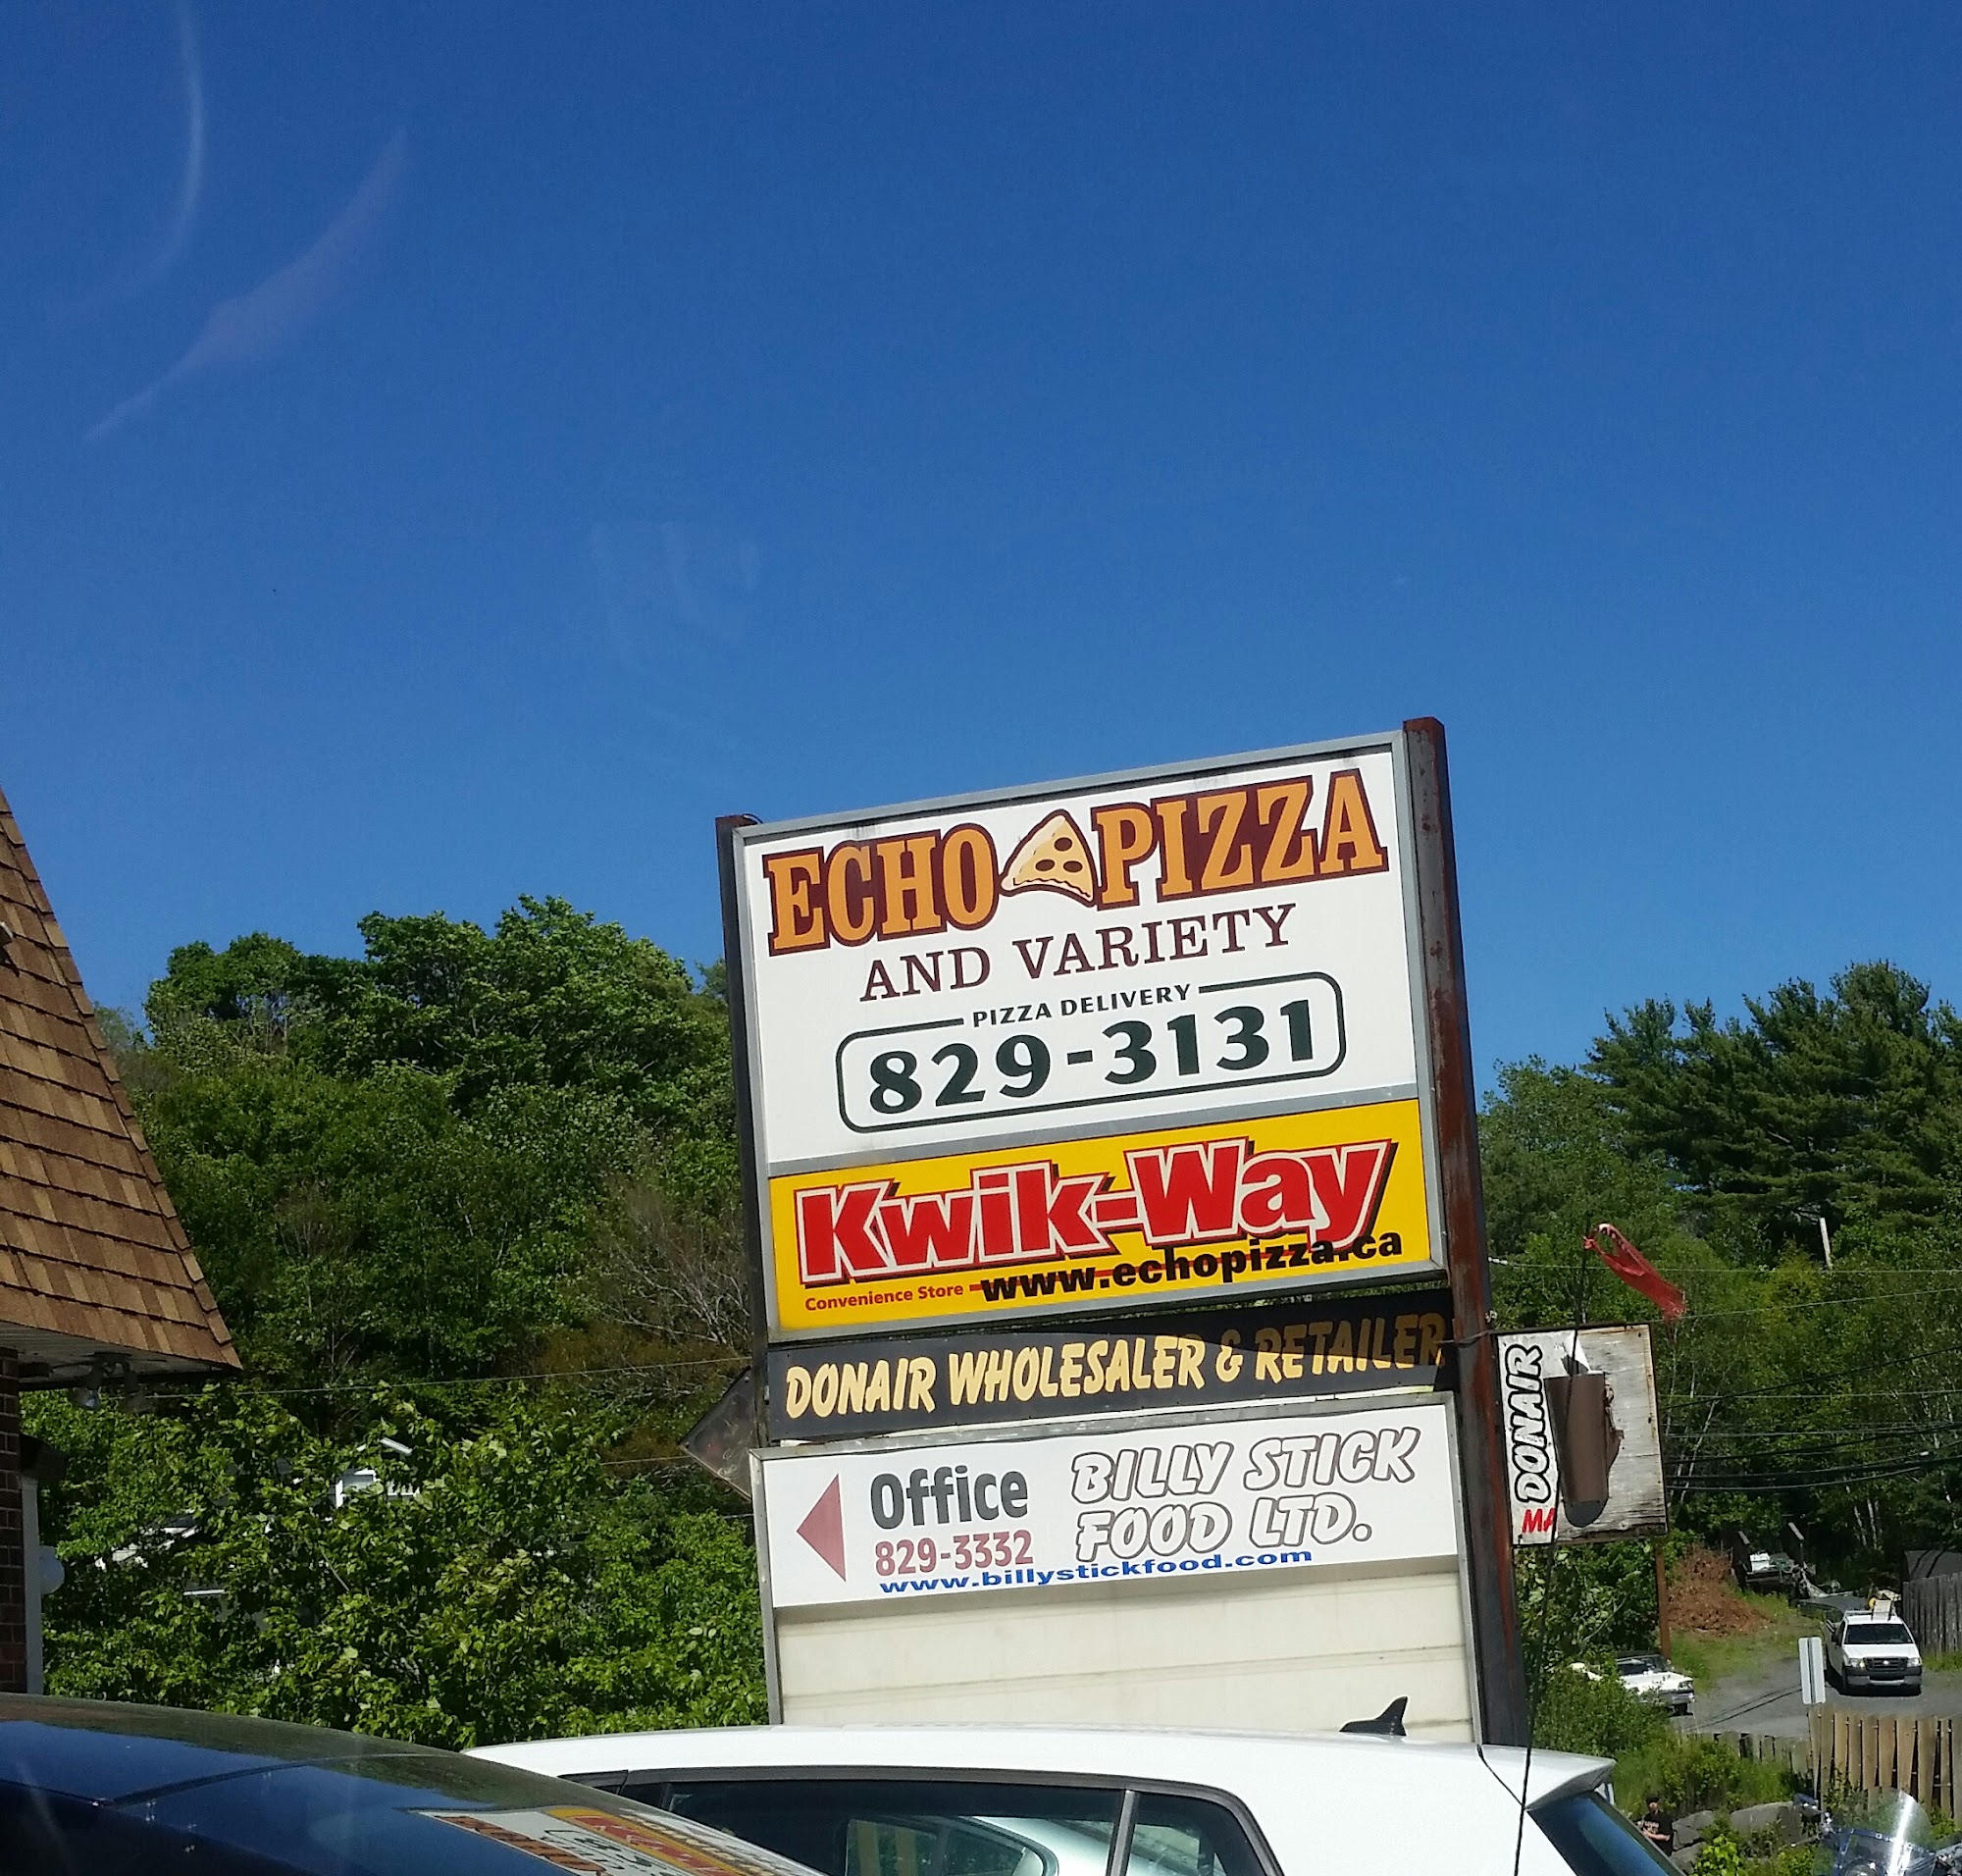 ECHO PIZZA
AND VARIETY
PIZZA DELIVERY
829-3131
Kwik-Way
Convenience Store www.echopizza.ca
DONAIR WHOLESALER & RETAILER
Office
829-3332
BILLY STICK
FOOD LTD.
www.billystickfood.com
DONAIR
MA